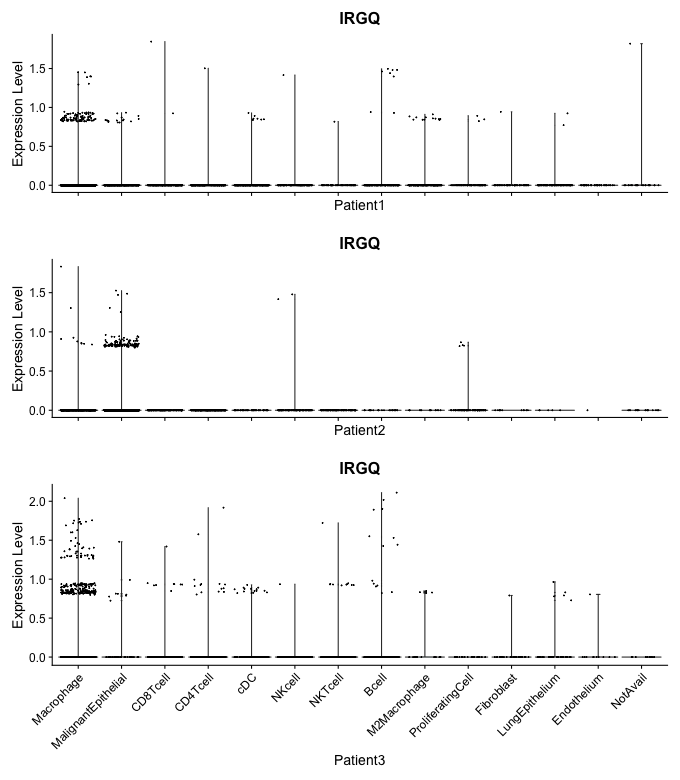 IRGQ
Expression Level
1.5
1.0
0.5
0.0
Patient1
IRGQ
Expression Level
1.5
1.0
0.5
0.0
Patient2
IRGQ
Expression Level
2.0
1.5
1.0
0.5
0.0
Macrophage
MalignantEpithelial
CD8Tcell
CD4Tcell
cDC
NKcell
NKTcell
Bcell
M2Macrophage
ProliferatingCell
Fibroblast
LungEpithelium
Endothelium
NotAvail
Patient3